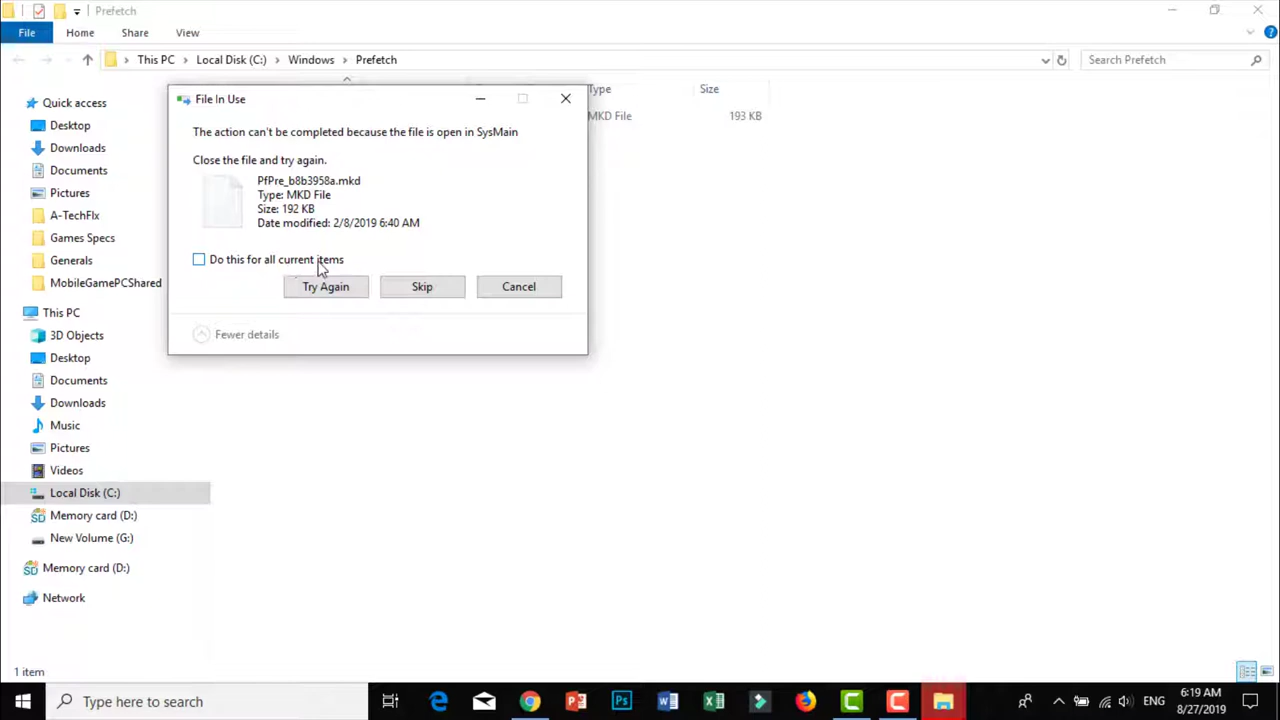 Prefetch
File
Home
Share
View
This PC
Local Disk (C:)
Windows
Prefetch
Search Prefetch
Type
Size
MKD File
193 KB
Quick access
Desktop
Downloads
Documents
Pictures
A-TechFlx
Games Specs
Generals
MobileGamePCShared
This PC
3D Objects
Desktop
Documents
Downloads
Music
Pictures
Videos
Local Disk (C:)
Memory card (D:)
New Volume (G:)
Memory card (D:)
Network
File In Use
The action can't be completed because the file is open in SysMain
Close the file and try again.
PfPre_b8b3958a.mkd
Type: MKD File
Size: 192 KB
Date modified: 2/8/2019 6:40 AM
Do this for all current items
Try Again
Skip
Cancel
Fewer details
1 item
Type here to search
ENG
6:19 AM
8/27/2019